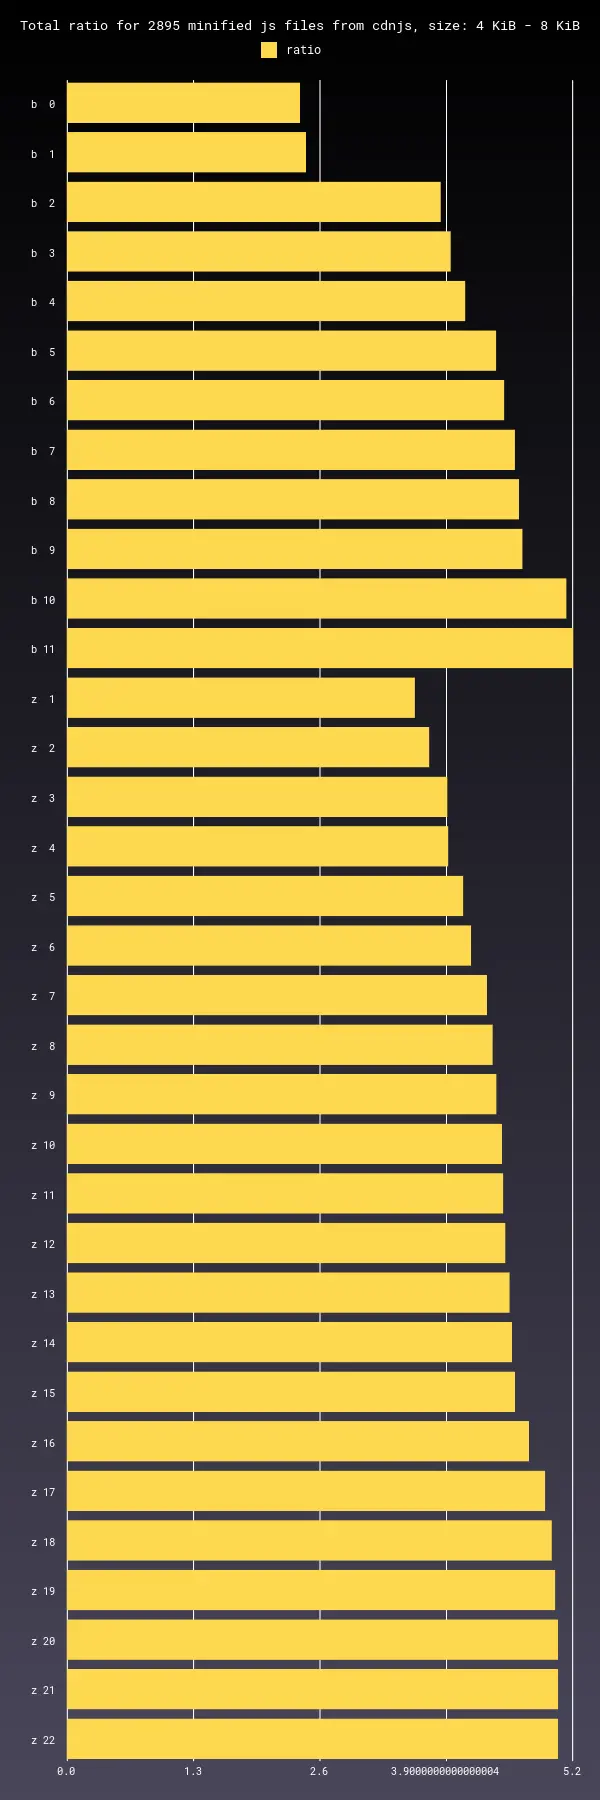 Total ratio for 2895 minified js files from cdnjs, size: 4 KiB - 8 KiB
ratio
b 0
b 1
b 2
b 3
b 4
b 5
b 6
b 7
b 8
b 9
b 10
b 11
z 1
z 2
z 3
z 4
z 5
z 6
z 7
z 8
z 9
z 10
z 11
z 12
z 13
z 14
z 15
z 16
z 17
z 18
z 19
z 20
z 21
z 22
0.0 1.3 2.6 3.9000000000000004 5.2